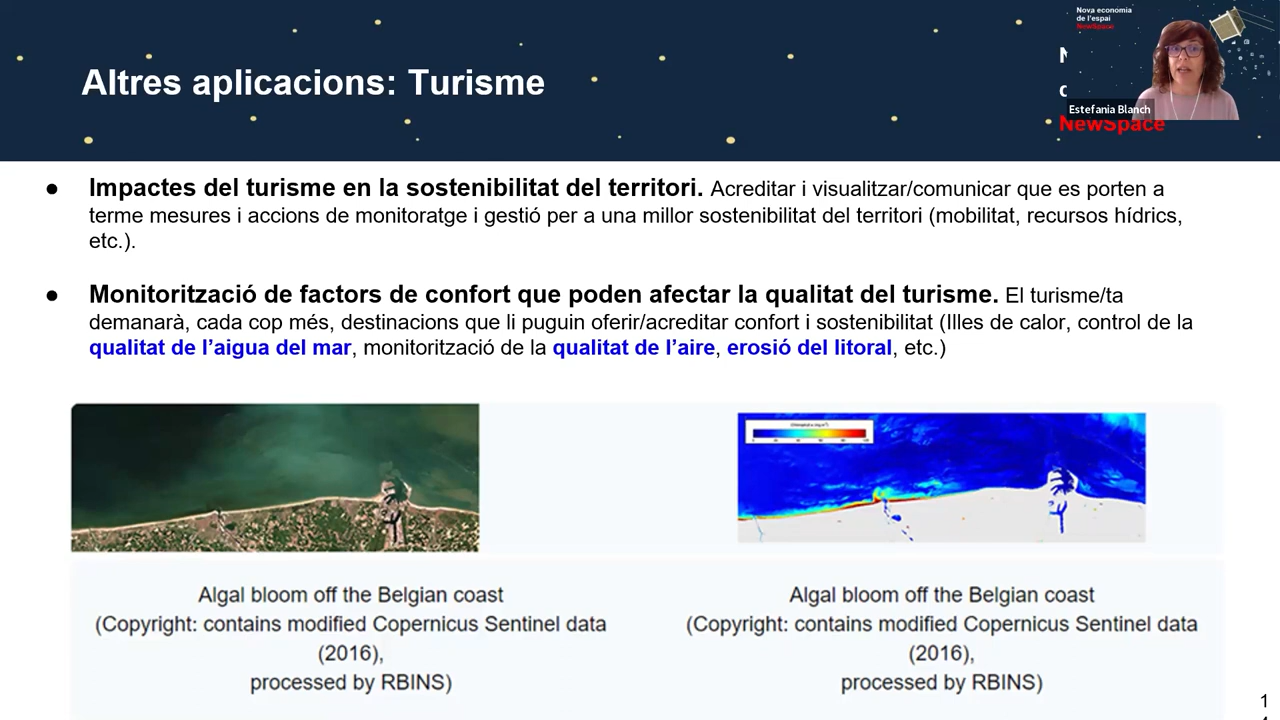 Nova economia
de l'espai
NewSpace
Altres aplicacions: Turisme
Estefania Blanch
NewSpace
● Impactes del turisme en la sostenibilitat del territori. Acreditar i visualitzar/comunicar que es porten a
terme mesures i accions de monitoratge i gestió per a una millor sostenibilitat del territori (mobilitat, recursos hídrics,
etc.).
● Monitorització de factors de confort que poden afectar la qualitat del turisme. El turisme/ta
demanarà, cada cop més, destinacions que li puguin oferir/acreditar confort i sostenibilitat (Illes de calor, control de la
qualitat de l'aigua del mar, monitorització de la qualitat de l'aire, erosió del litoral, etc.)
Algal bloom off the Belgian coast
(Copyright: contains modified Copernicus Sentinel data
(2016),
processed by RBINS)
Algal bloom off the Belgian coast
(Copyright: contains modified Copernicus Sentinel data
(2016),
processed by RBINS)
1